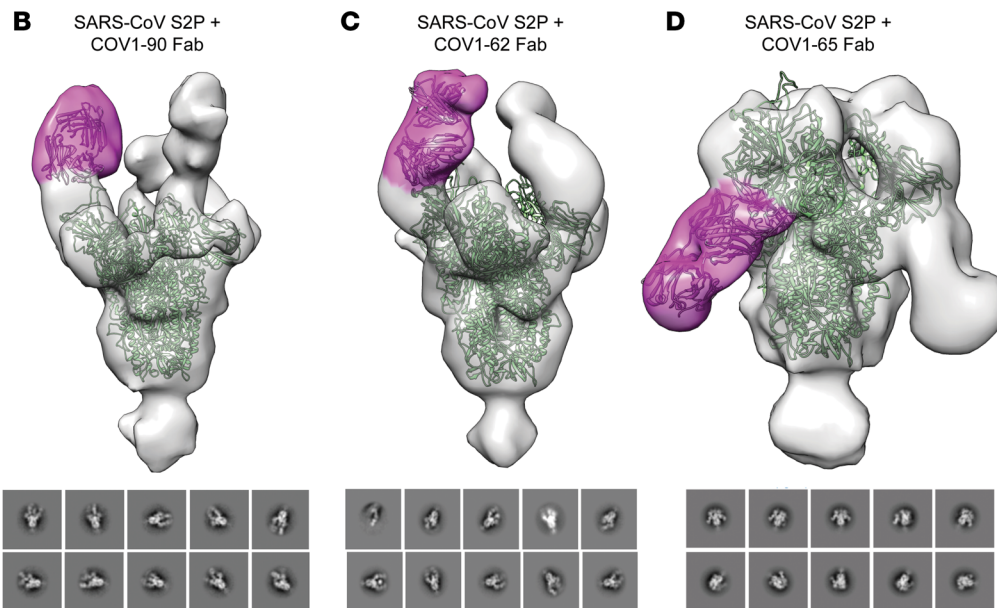 B
SARS-CoV S2P +
COV1-90 Fab
C
SARS-CoV S2P +
COV1-62 Fab
D
SARS-CoV S2P +
COV1-65 Fab